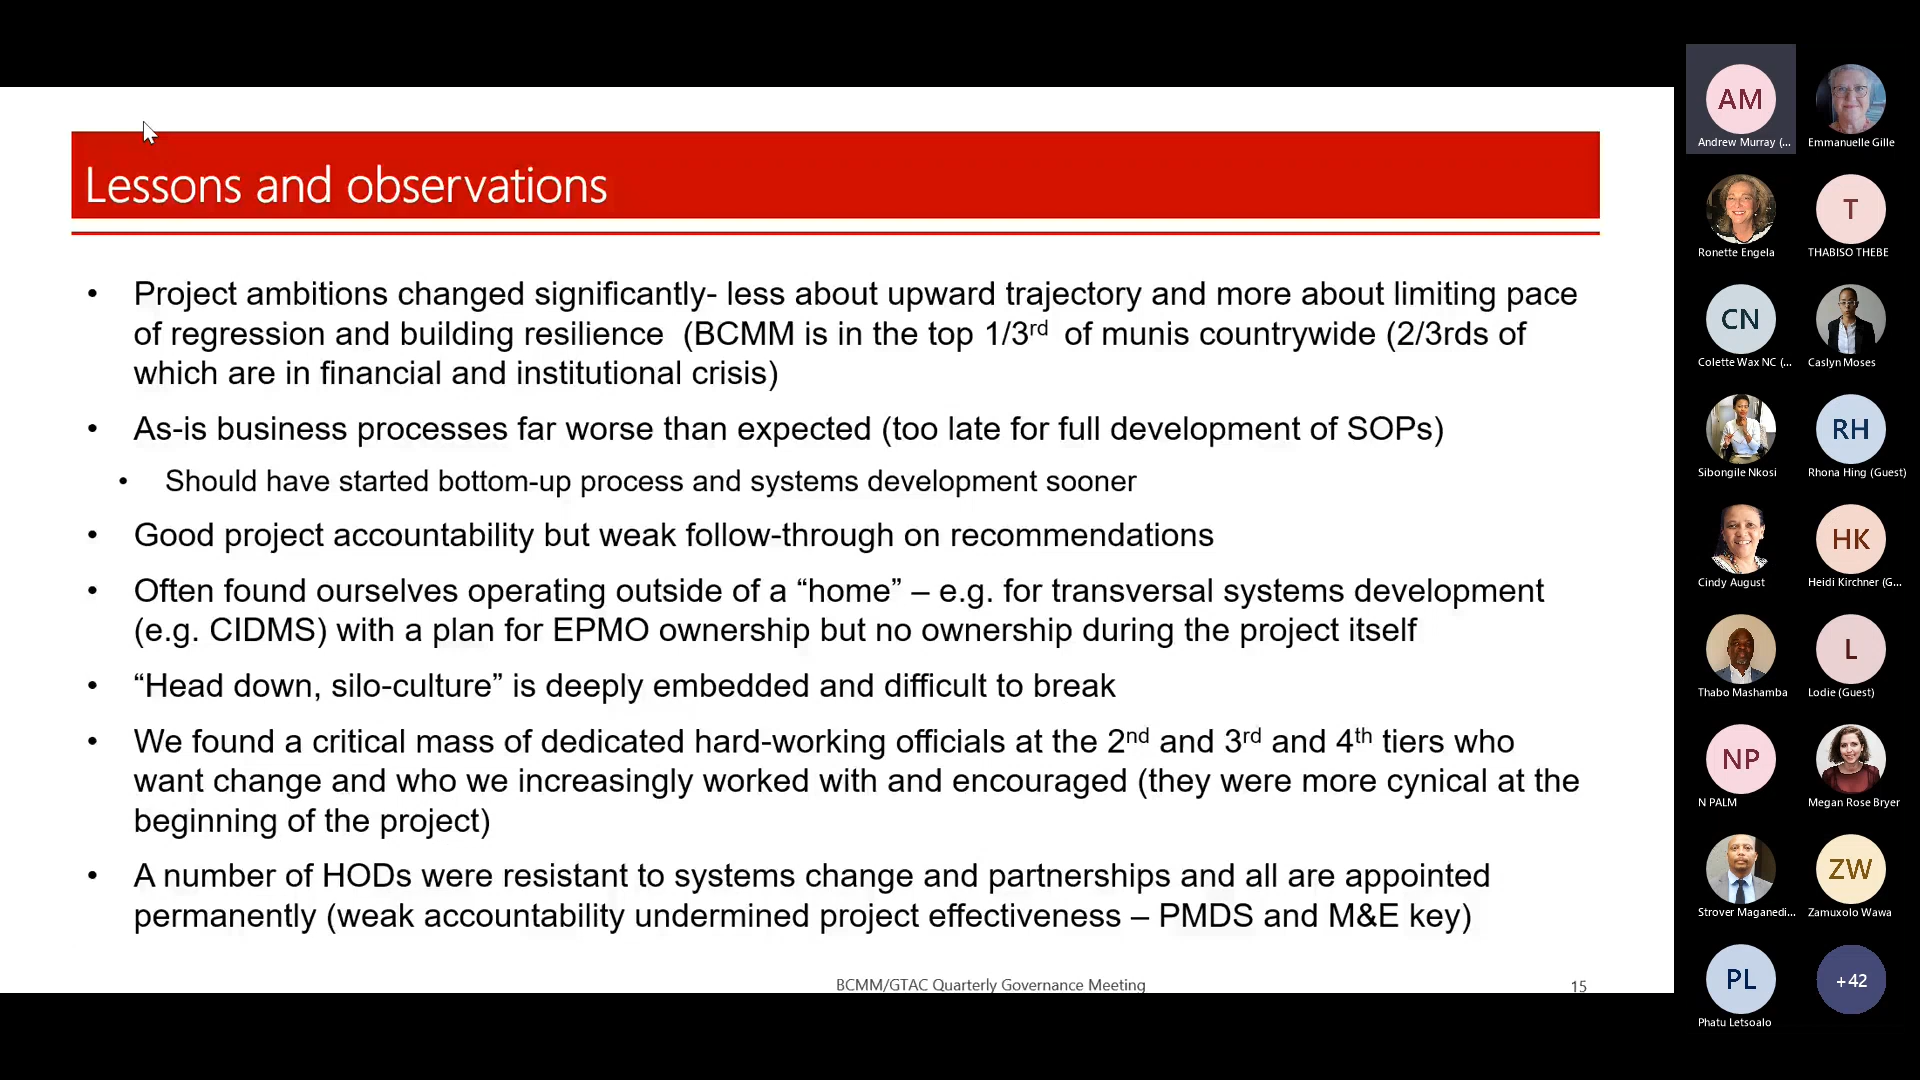 Lessons and observations
• Project ambitions changed significantly- less about upward trajectory and more about limiting pace
of regression and building resilience (BCMM is in the top 1/3rd of munis countrywide (2/3rds of
which are in financial and institutional crisis)
• As-is business processes far worse than expected (too late for full development of SOPs)
• Should have started bottom-up process and systems development sooner
• Good project accountability but weak follow-through on recommendations
• Often found ourselves operating outside of a “home” – e.g. for transversal systems development
(e.g. CIDMS) with a plan for EPMO ownership but no ownership during the project itself
• “Head down, silo-culture” is deeply embedded and difficult to break
• We found a critical mass of dedicated hard-working officials at the 2nd and 3rd and 4th tiers who
want change and who we increasingly worked with and encouraged (they were more cynical at the
beginning of the project)
• A number of HODs were resistant to systems change and partnerships and all are appointed
permanently (weak accountability undermined project effectiveness – PMDS and M&E key)
BCMM/GTAC Quarterly Governance Meeting
15
AM
Andrew Murray (...
Emmanuelle Gille
Ronette Engela
T
THABISO THEBE
CN
Colette Wax NC (...
Caslyn Moses
Sibongile Nkosi
RH
Rhona Hing (Guest)
Cindy August
HK
Heidi Kirchner (G...
Thabo Mashamba
L
Lodie (Guest)
NP
N PALM
Megan Rose Bryer
Strover Maganedi...
ZW
Zamuxolo Wawa
PL
Phatu Letsoalo
+42